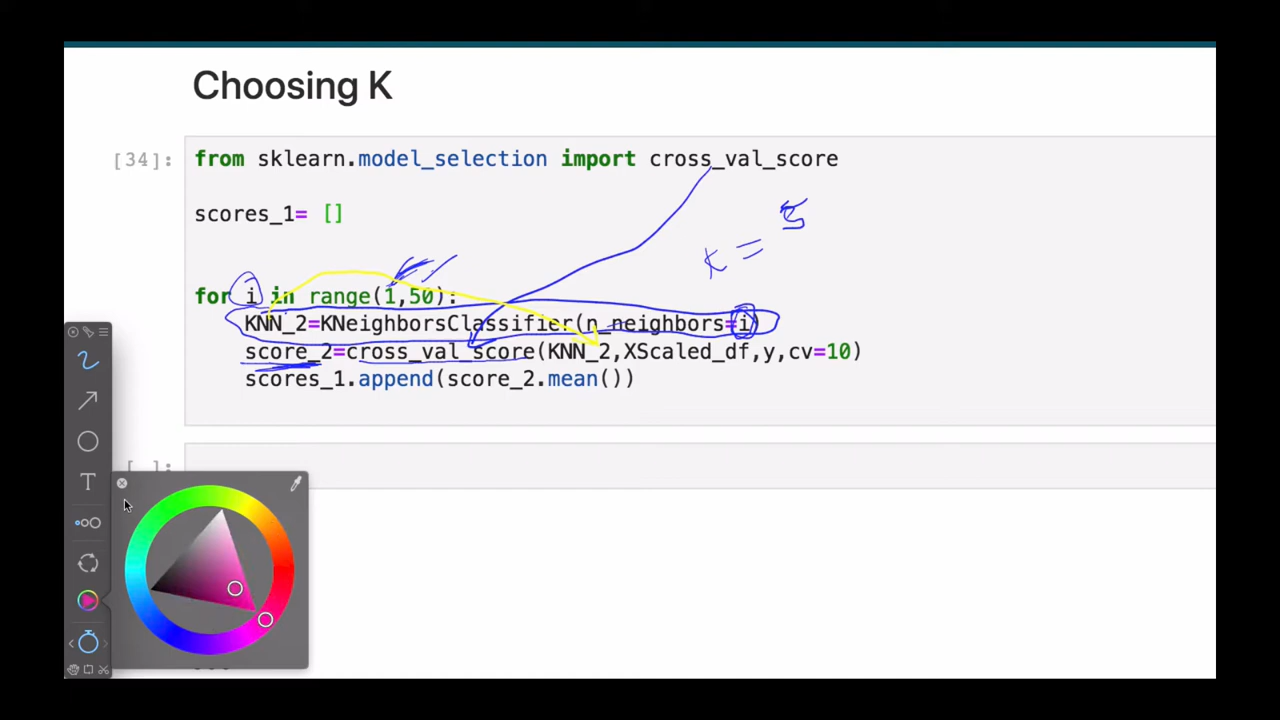 Choosing K
[34]:
from sklearn.model_selection import cross_val_score
scores_1= []
K = 5
for i in range(1,50):
KNN_2=KNeighborsClassifier(n_neighbors=i)
score_2=cross_val_score(KNN_2,XScaled_df,y,cv=10)
scores_1.append(score_2.mean())
[ ]:
T